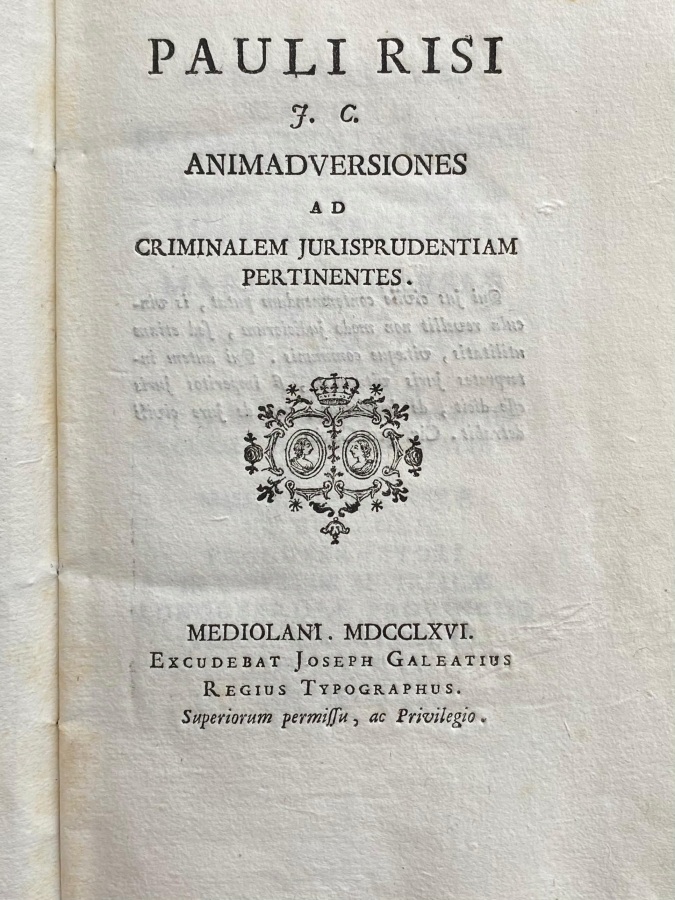 PAULI RISI
J. C.
ANIMADVERSIONES
AD
CRIMINALEM JURISPRUDENTIAM
PERTINENTES.
MEDIOLANI. MDCCLXVI.
EXCUDEBAT JOSEPH GALEATIUS
REGIUS TYPOGRAPHUS.
Superiorum permiſſu, ac Privilegio.